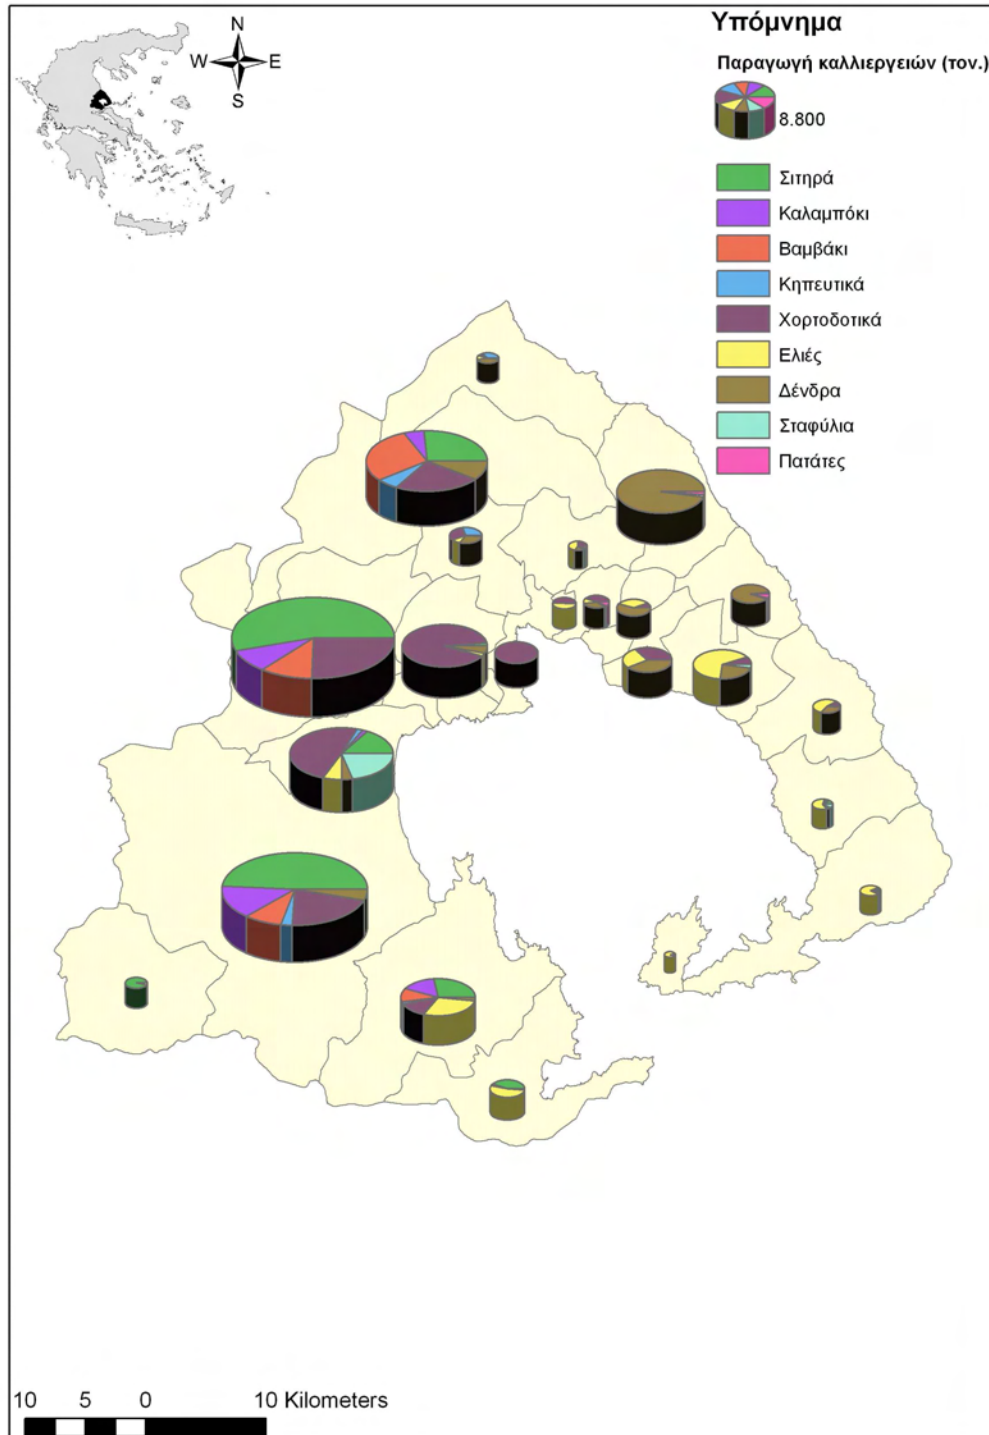 N
W E
S
Υπόμνημα
Παραγωγή καλλιεργειών (τον.)
8.800
Σιτηρά
Καλαμπόκι
Βαμβάκι
Κηπευτικά
Χορτοδοτικά
Ελιές
Δένδρα
Σταφύλια
Πατάτες
10 5 0 10 Kilometers